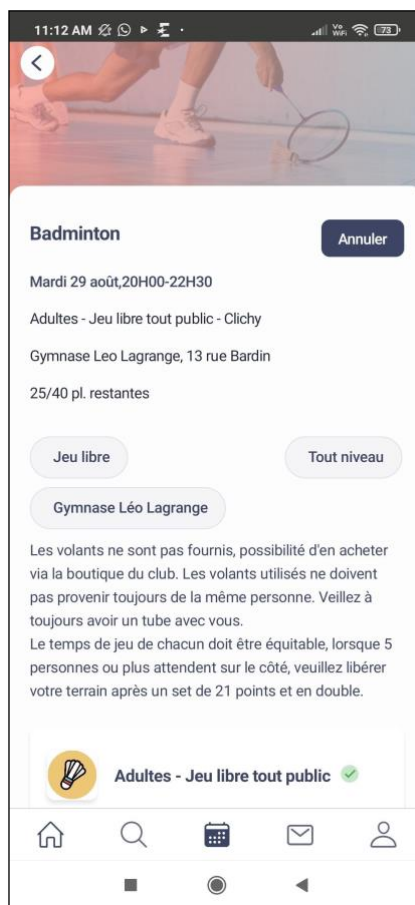 11:12 AM
Vo
WiFi
73
Badminton
Annuler
Mardi 29 août,20H00-22H30
Adultes - Jeu libre tout public - Clichy
Gymnase Leo Lagrange, 13 rue Bardin
25/40 pl. restantes
Jeu libre
Tout niveau
Gymnase Léo Lagrange
Les volants ne sont pas fournis, possibilité d'en acheter
via la boutique du club. Les volants utilisés ne doivent
pas provenir toujours de la même personne. Veillez à
toujours avoir un tube avec vous.
Le temps de jeu de chacun doit être équitable, lorsque 5
personnes ou plus attendent sur le côté, veuillez libérer
votre terrain après un set de 21 points et en double.
Adultes - Jeu libre tout public